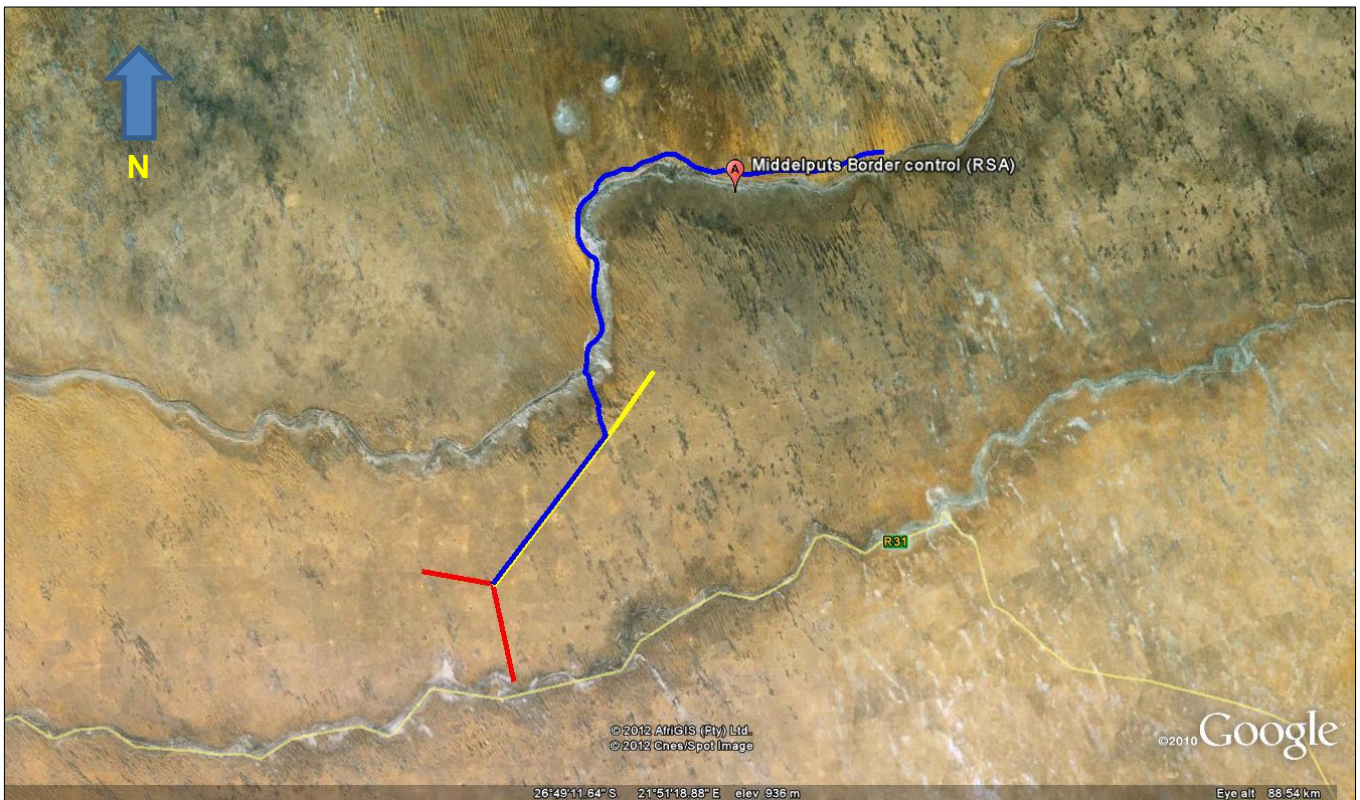 N
A
Middelputs Border control (RSA)
R31
© 2012 AfriGIS (Pty) Ltd.
© 2012 Cnes/Spot Image
©2010 Google
26°49'11.64" S 21°51'18.88" E elev 936 m
Eye alt 88.54 km